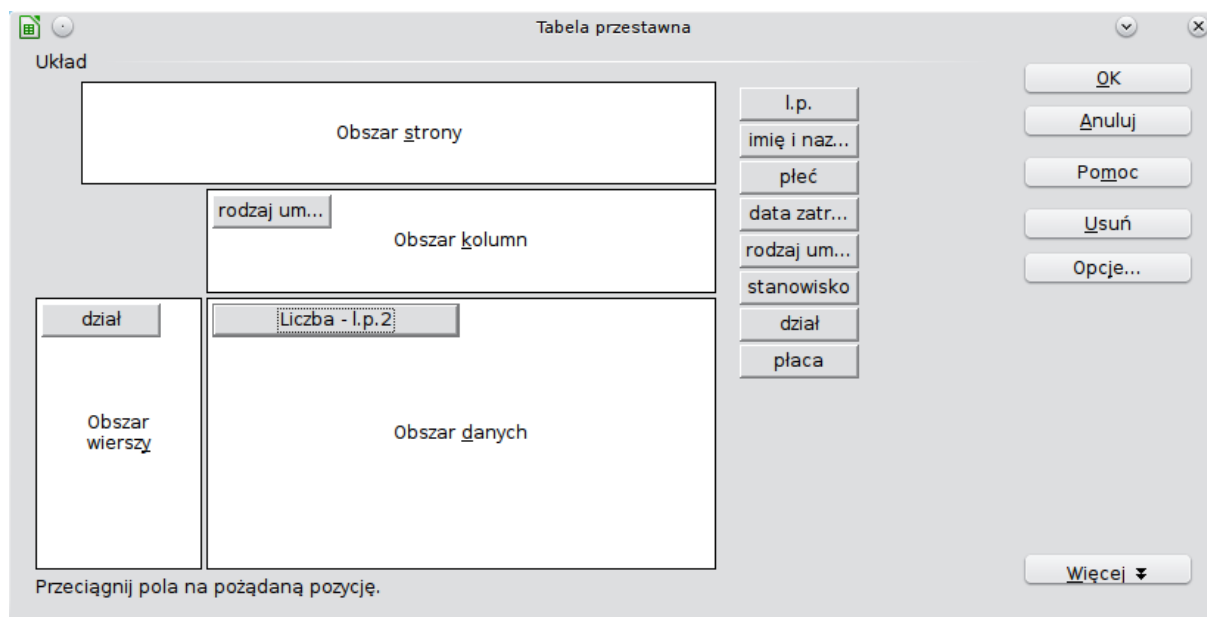 Tabela przestawna
Układ
Obszar strony
rodzaj um...
Obszar kolumn
dział
Liczba - l.p.2
Obszar
wierszy
Obszar danych
Przeciągnij pola na pożądaną pozycję.
l.p.
imię i naz...
płeć
data zatr...
rodzaj um...
stanowisko
dział
płaca
OK
Anuluj
Pomoc
Usuń
Opcje...
Więcej